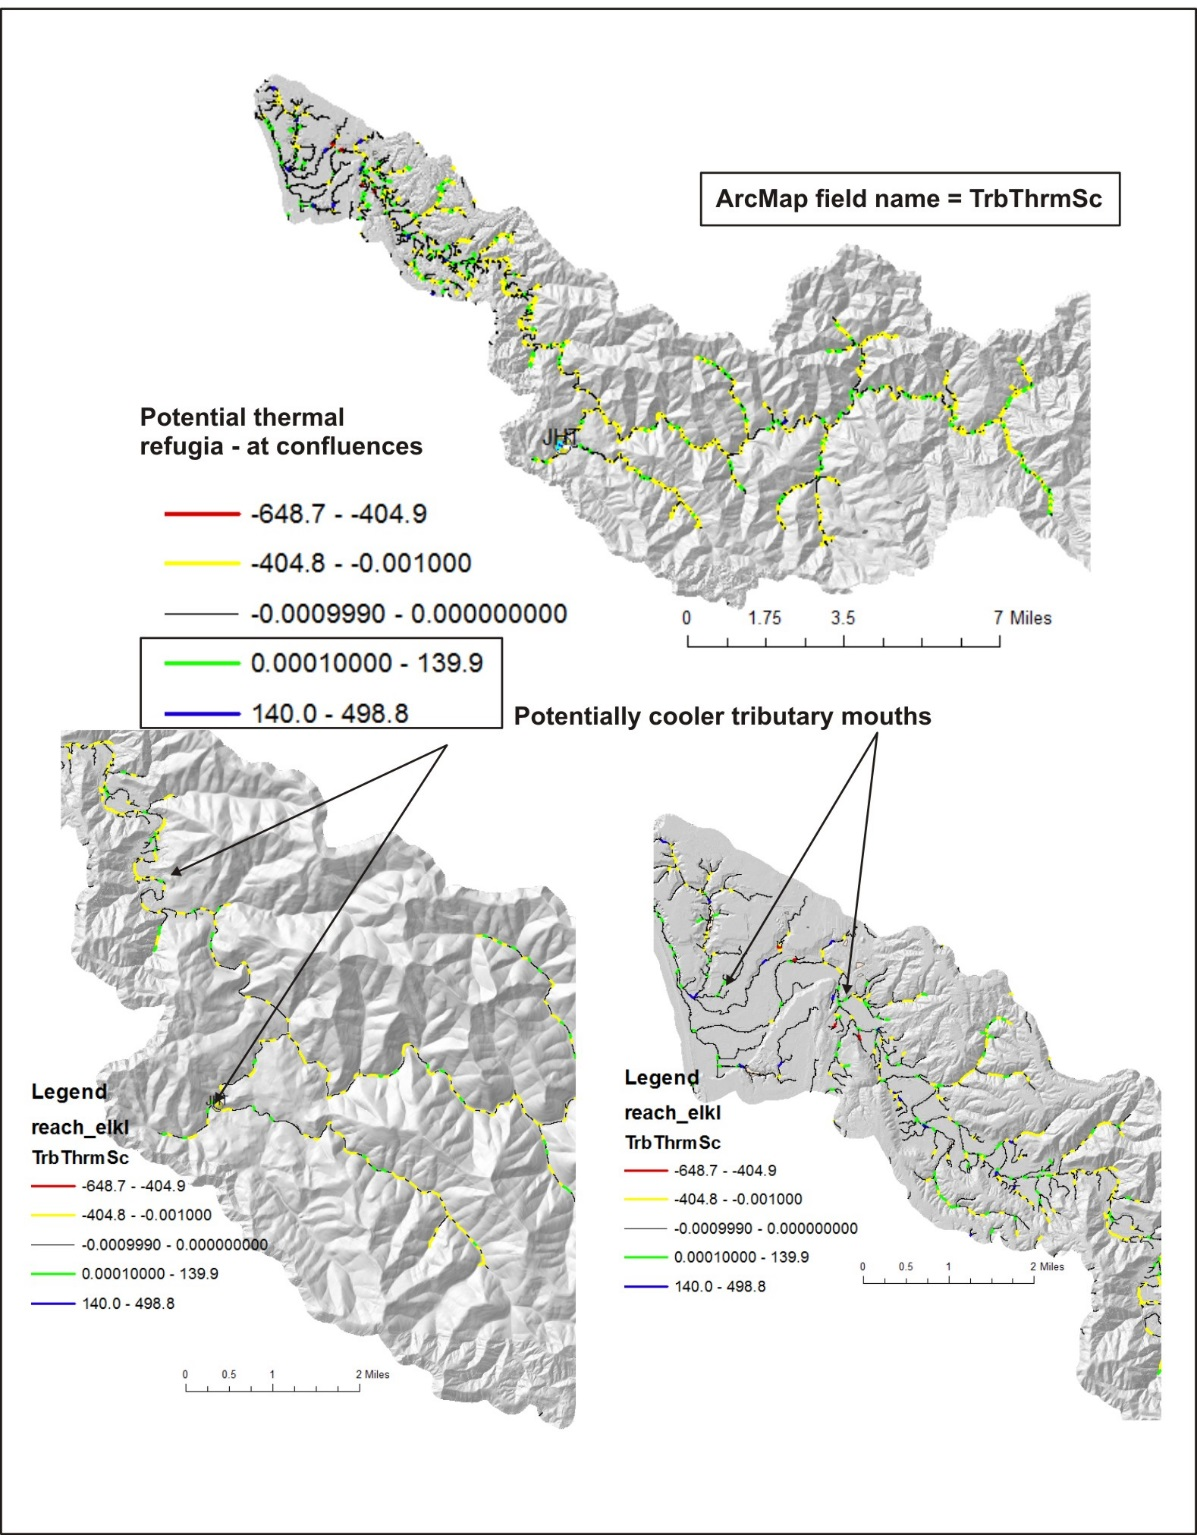 ArcMap field name = TrbThrmSc
Potential thermal
refugia - at confluences
JHT
-648.7 - -404.9
-404.8 - -0.001000
-0.0009990 - 0.000000000
0.00010000 - 139.9
140.0 - 498.8
0 1.75 3.5 7 Miles
Potentially cooler tributary mouths
Legend
reach_elkl
TrbThrmSc
-648.7 - -404.9
-404.8 - -0.001000
-0.0009990 - 0.000000000
0.00010000 - 139.9
140.0 - 498.8
0 0.5 1 2 Miles
Legend
reach_elkl
TrbThrmSc
-648.7 - -404.9
-404.8 - -0.001000
-0.0009990 - 0.000000000
0.00010000 - 139.9
140.0 - 498.8
0 0.5 1 2 Miles